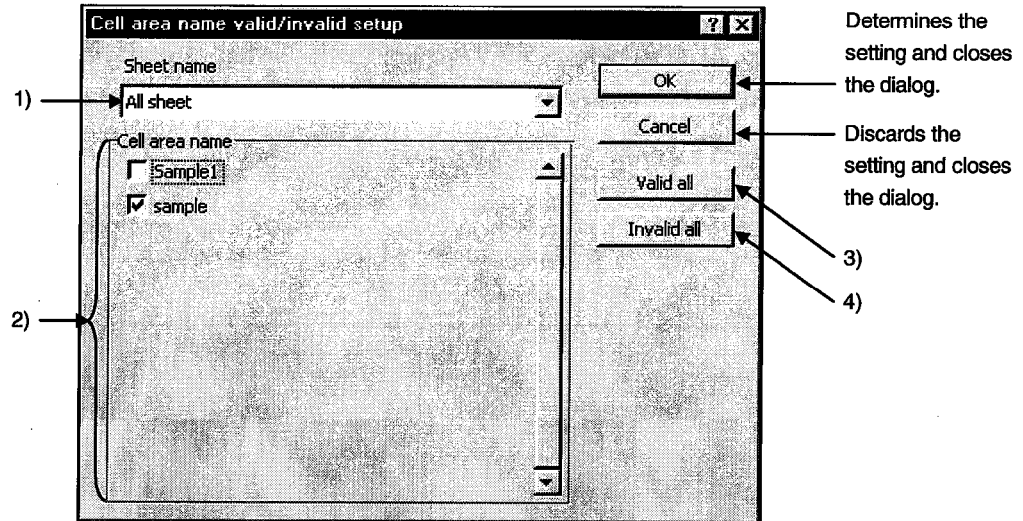 Cell area name valid/invalid setup
Sheet name
1)
All sheet
Cell area name
Sample1
sample
2)
OK
Cancel
Valid all
Invalid all
Determines the
setting and closes
the dialog.
Discards the
setting and closes
the dialog.
3)
4)